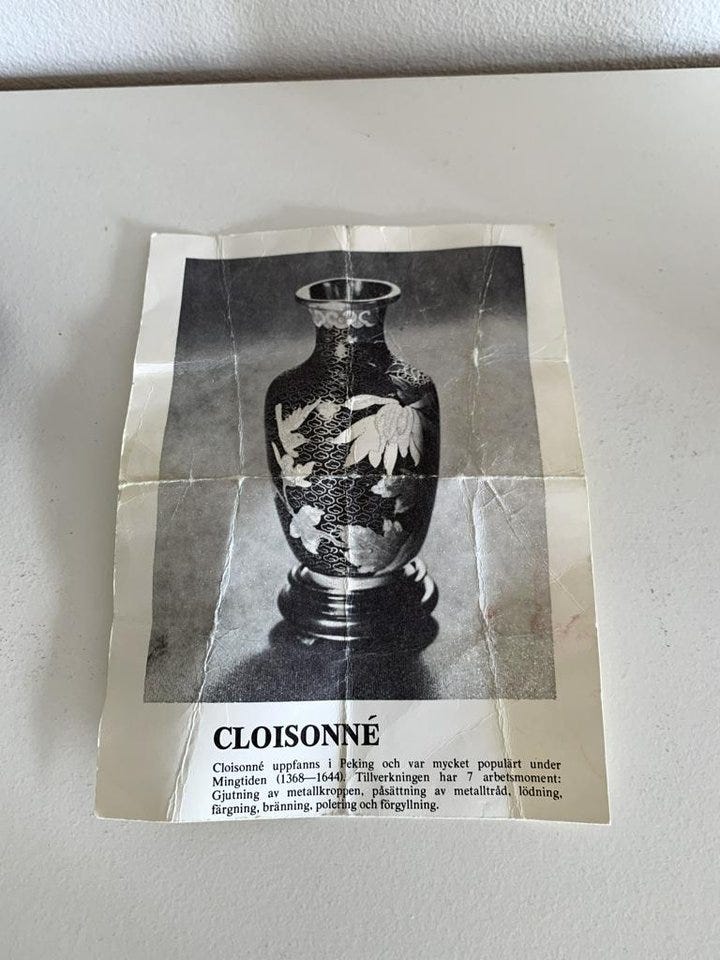 CLOISONNÉ
Cloisonné uppfanns i Peking och var mycket populärt under
Mingtiden (1368—1644). Tillverkningen har 7 arbetsmoment:
Gjutning av metallkroppen, påsättning av metalltråd, lödning,
färgning, bränning, polering och förgyllning.